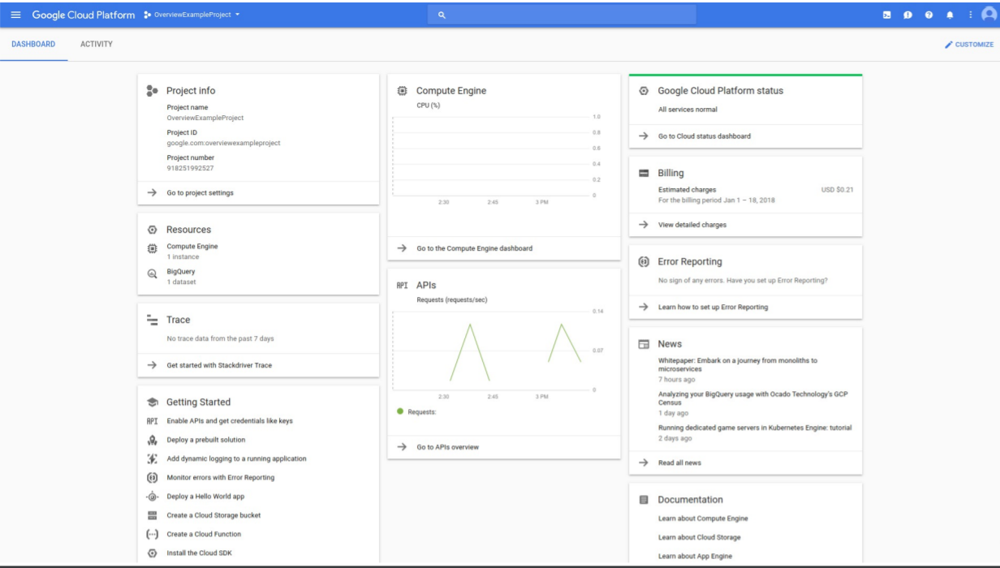 Google Cloud Platform OverviewExampleProject
DASHBOARD ACTIVITY CUSTOMIZE
Project info
Project name
OverviewExampleProject
Project ID
google.com:overviewexampleproject
Project number
918251992527
Go to project settings
Resources
Compute Engine
1 instance
BigQuery
1 dataset
Trace
No trace data from the past 7 days
Get started with Stackdriver Trace
Getting Started
API Enable APIs and get credentials like keys
Deploy a prebuilt solution
Add dynamic logging to a running application
Monitor errors with Error Reporting
Deploy a Hello World app
Create a Cloud Storage bucket
Create a Cloud Function
Install the Cloud SDK
Compute Engine
CPU (%)
1.0
0.8
0.6
0.4
0.2
0
2:30 2:45 3 PM
Go to the Compute Engine dashboard
API APIs
Requests (requests/sec)
0.14
0.07
0
2:30 2:45 3 PM
Requests:
Go to APIs overview
Google Cloud Platform status
All services normal
Go to Cloud status dashboard
Billing
Estimated charges USD $0.21
For the billing period Jan 1 – 18, 2018
View detailed charges
Error Reporting
No sign of any errors. Have you set up Error Reporting?
Learn how to set up Error Reporting
News
Whitepaper: Embark on a journey from monoliths to
microservices
7 hours ago
Analyzing your BigQuery usage with Ocado Technology's GCP
Census
1 day ago
Running dedicated game servers in Kubernetes Engine: tutorial
2 days ago
Read all news
Documentation
Learn about Compute Engine
Learn about Cloud Storage
Learn about App Engine